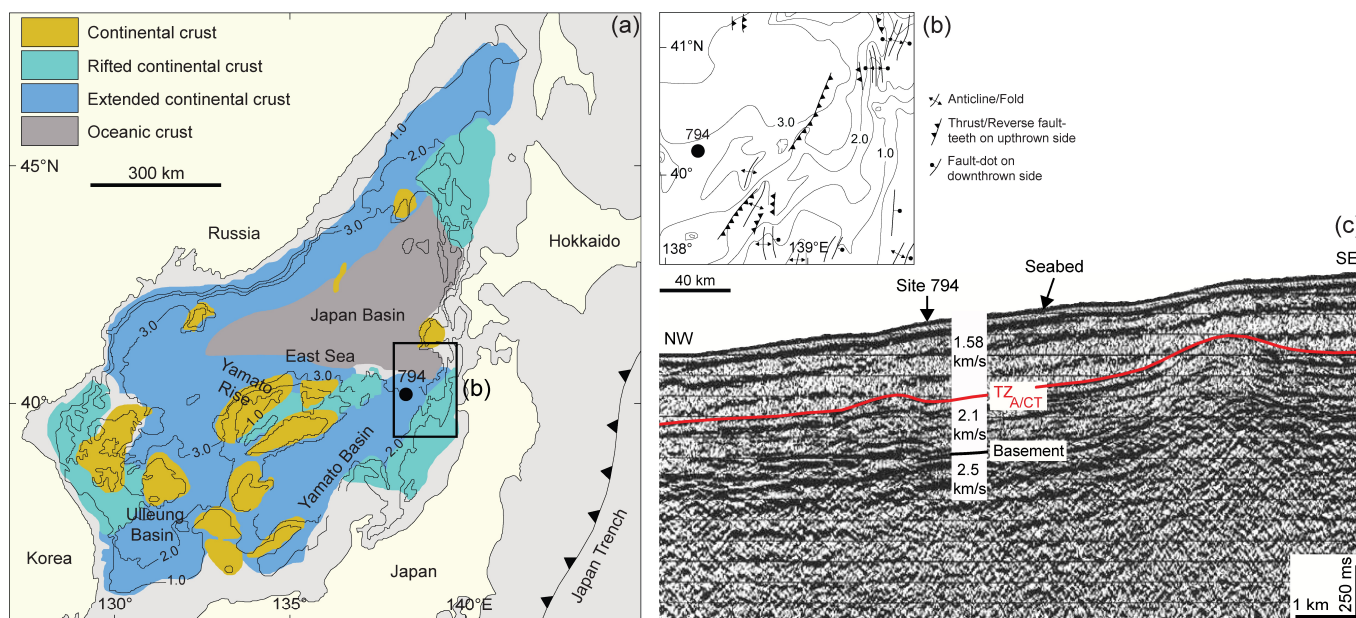 (a)
Continental crust
Rifted continental crust
Extended continental crust
Oceanic crust
45°N
300 km
1.0
2.0
3.0
Russia
Hokkaido
3.0
Japan Basin
East Sea
Yamato
Rise
3.0
1.0
794
(b)
40°
3.0
2.0
Yamato Basin
Ulleung
Basin
2.0
1.0
Korea
Japan
Japan Trench
130°
135°
140°E
(b)
41°N
3.0
2.0
1.0
794
40°
138°
139°E
40 km
Anticline/Fold
Thrust/Reverse fault-
teeth on upthrown side
Fault-dot on
downthrown side
(c)
SE
Seabed
Site 794
NW
1.58
km/s
TZA/CT
2.1
km/s
Basement
2.5
km/s
1 km
250 ms